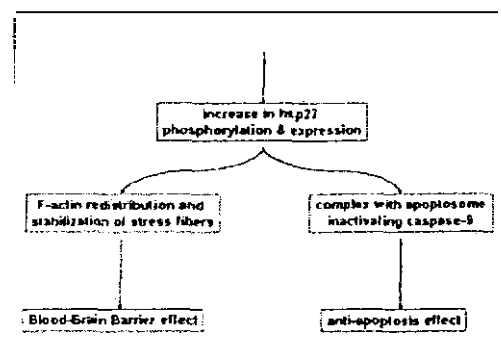 increase in hsp27
phosphorylation & expression
F-actin redistribution and
stabilization of stress fibers
complex with apoptosome
inactivating caspase-9
Blood-Brain Barrier effect
anti-apoptosis effect